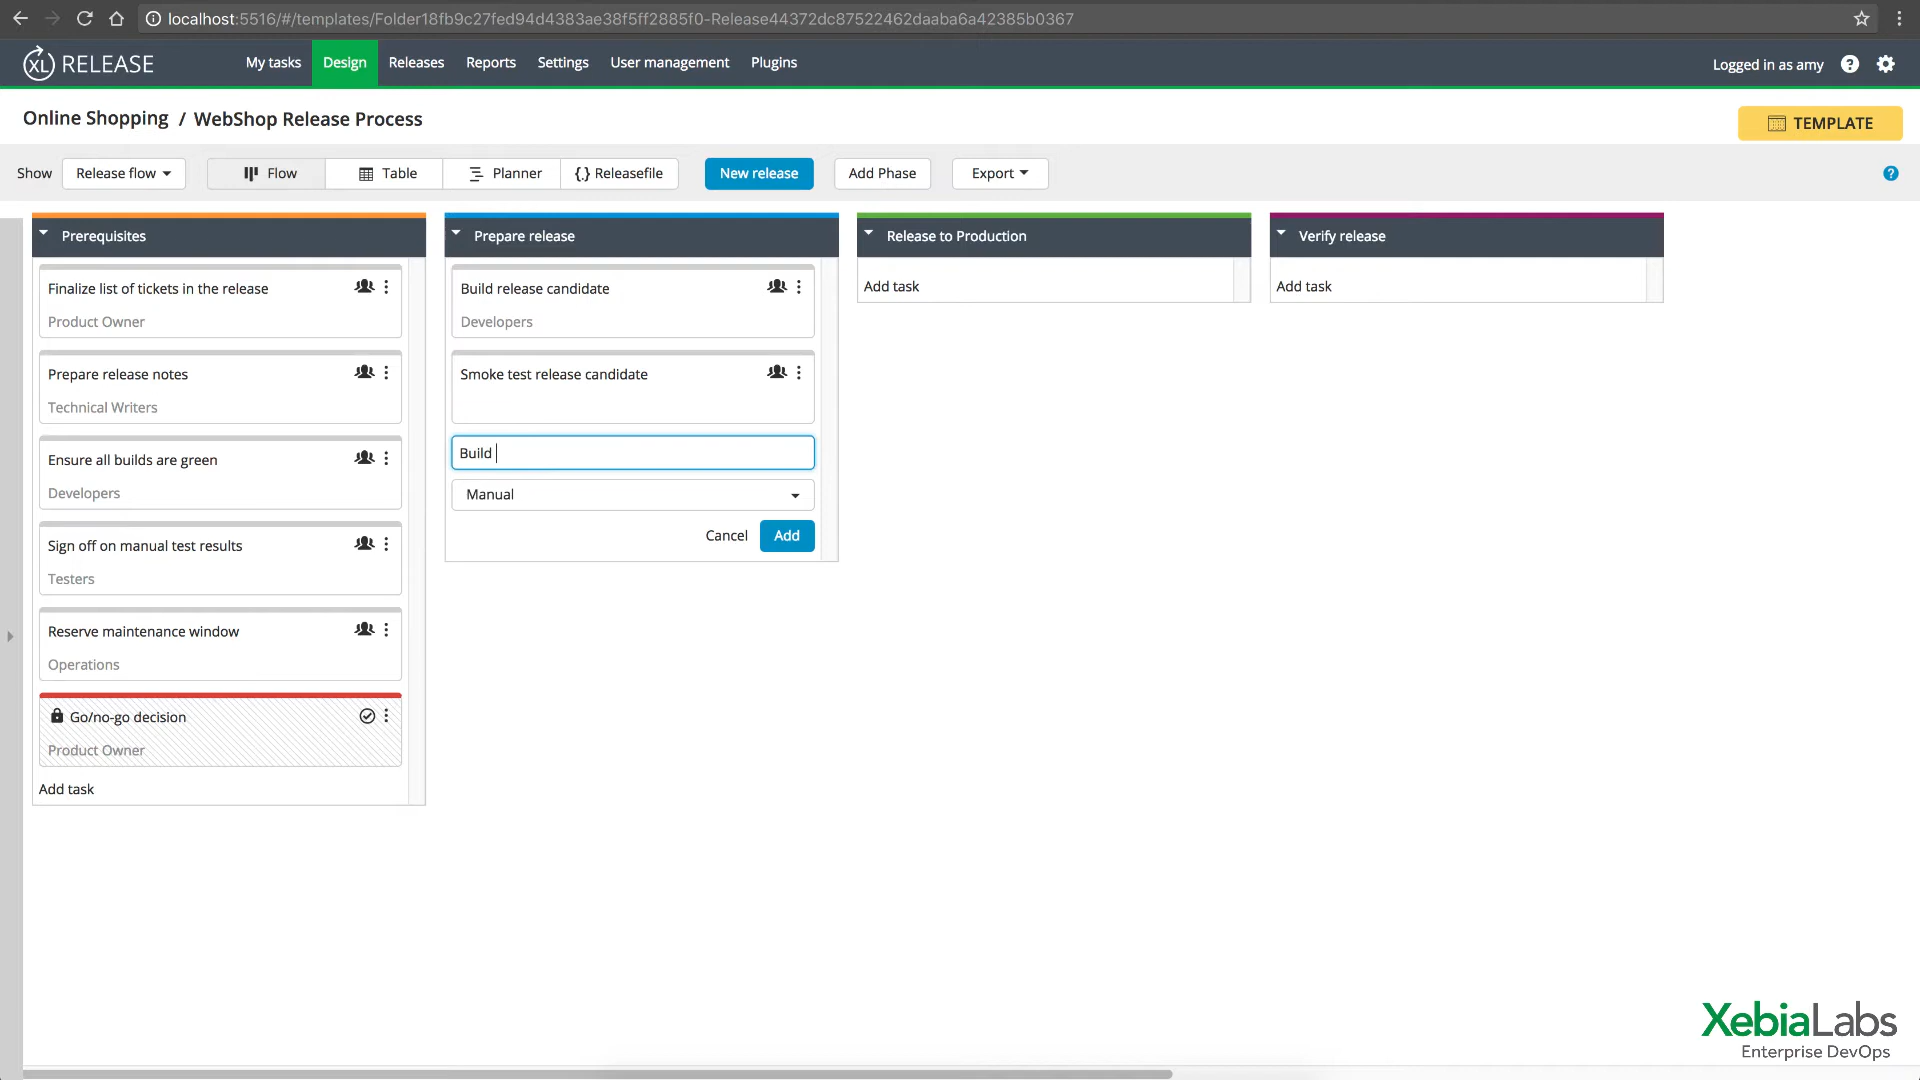 localhost:5516/#/templates/Folder18fb9c27fed94d4383ae38f5ff2885f0-Release44372dc87522462daaba6a42385b0367
XL RELEASE
My tasks
Design
Releases
Reports
Settings
User management
Plugins
Logged in as amy
?
Online Shopping / WebShop Release Process
TEMPLATE
Show
Release flow
Flow
Table
Planner
{.} Releasefile
New release
Add Phase
Export
?
Prerequisites
Finalize list of tickets in the release
Product Owner
Prepare release notes
Technical Writers
Ensure all builds are green
Developers
Sign off on manual test results
Testers
Reserve maintenance window
Operations
Go/no-go decision
Product Owner
Add task
Prepare release
Build release candidate
Developers
Smoke test release candidate
Build
Manual
Cancel
Add
Release to Production
Add task
Verify release
Add task
XebiaLabs
Enterprise DevOps